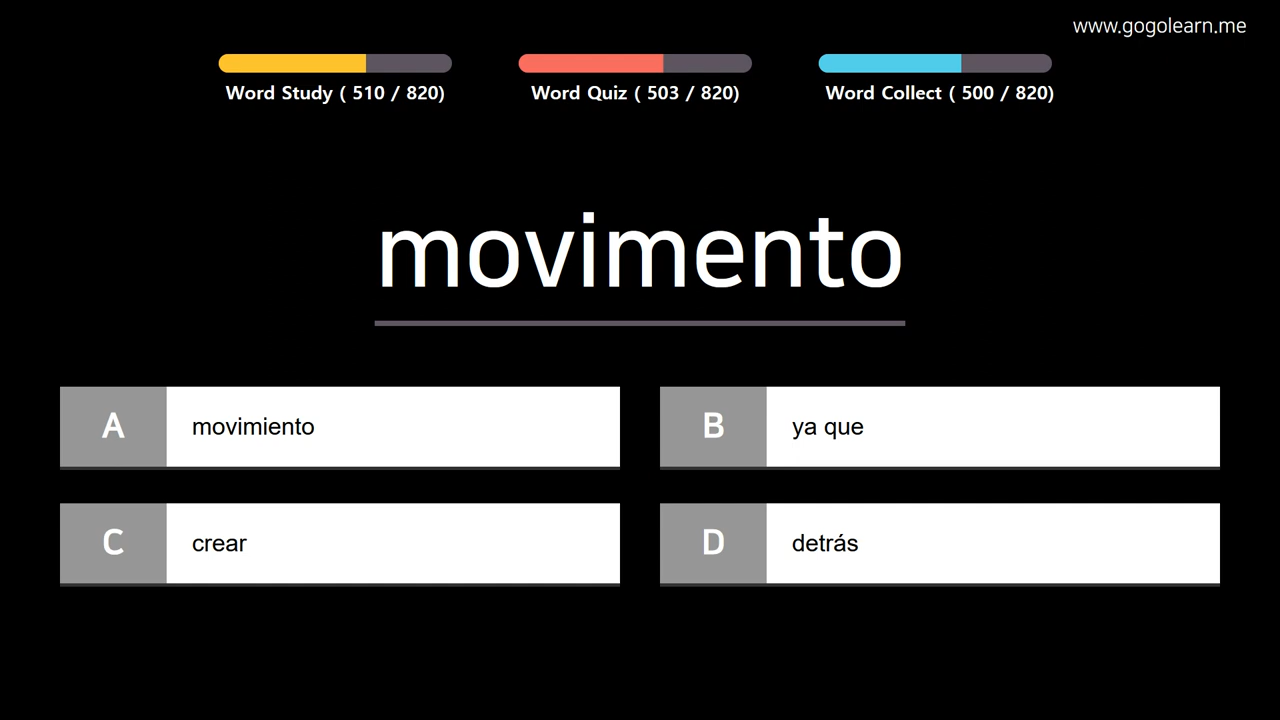 www.gogolearn.me
Word Study ( 510 / 820)
Word Quiz ( 503 / 820)
Word Collect ( 500 / 820)
movimento
A movimiento
B ya que
C crear
D detrás